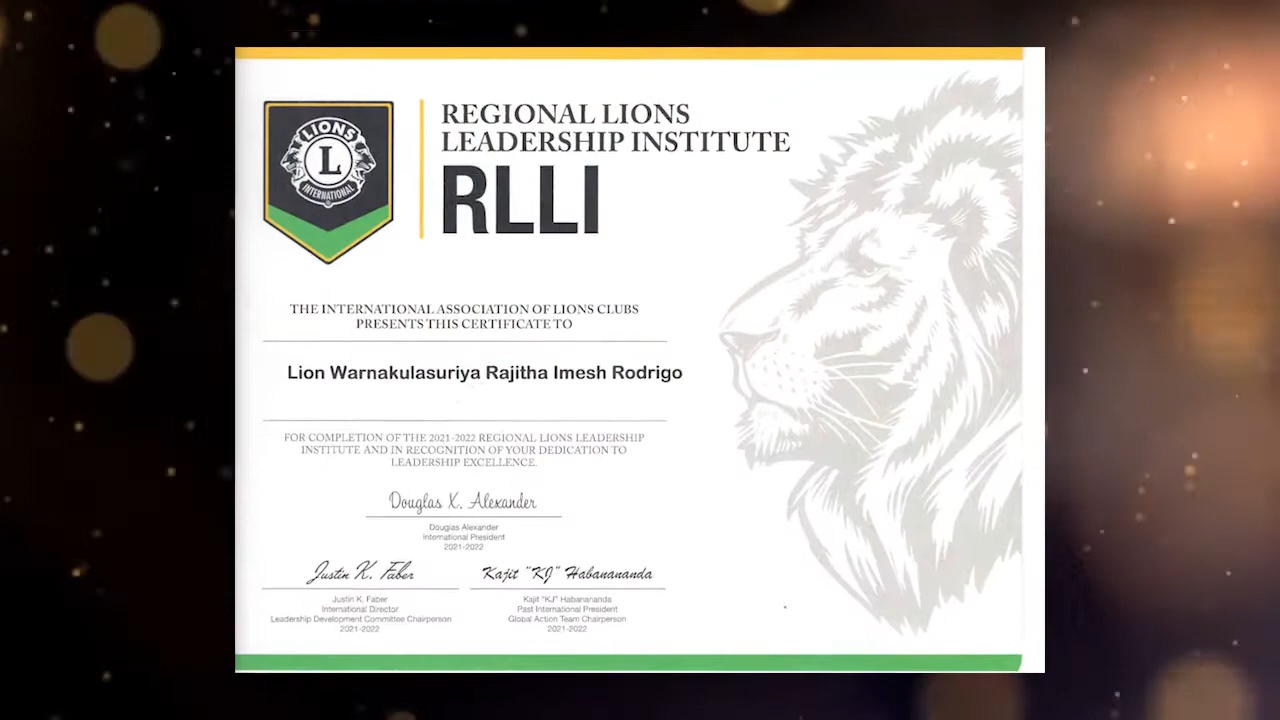 LIONS
L
INTERNATIONAL
REGIONAL LIONS
LEADERSHIP INSTITUTE
RLLI
THE INTERNATIONAL ASSOCIATION OF LIONS CLUBS
PRESENTS THIS CERTIFICATE TO
Lion Warnakulasuriya Rajitha Imesh Rodrigo
FOR COMPLETION OF THE 2021-2022 REGIONAL LIONS LEADERSHIP
INSTITUTE AND IN RECOGNITION OF YOUR DEDICATION TO
LEADERSHIP EXCELLENCE.
Douglas X. Alexander
Douglas Alexander
International President
2021-2022
Justin K. Faber
Justin K. Faber
International Director
Leadership Development Committee Chairperson
2021-2022
Kajit "KJ" Habanananda
Kajit "KJ" Habanananda
Past International President
Global Action Team Chairperson
2021-2022